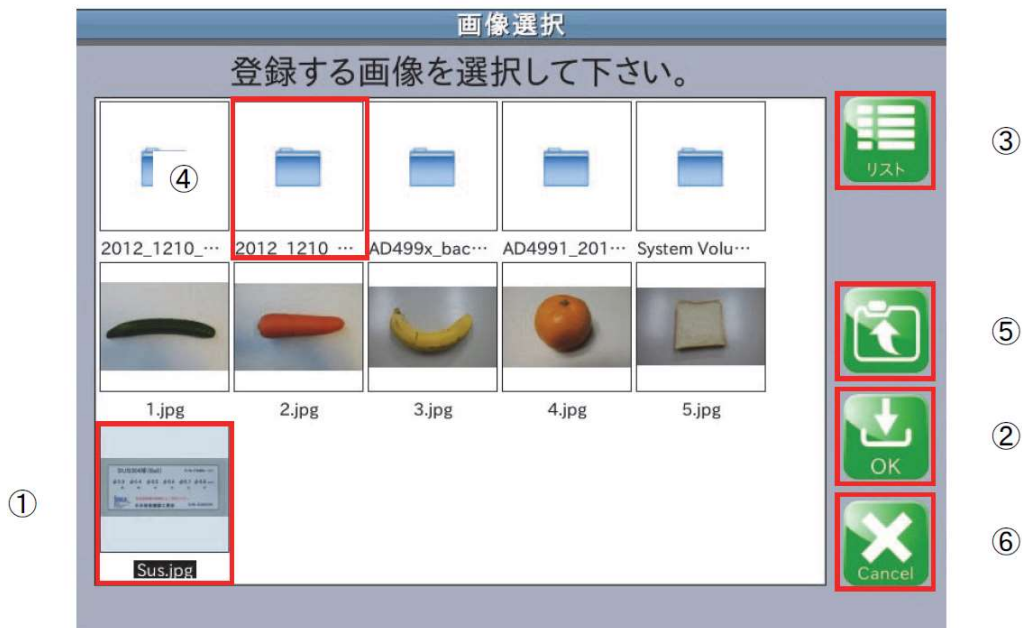 画像選択
登録する画像を選択して下さい。
③
リスト
④
2012_1210_…
2012_1210_…
AD499x_bac…
AD4991_201…
System Volu…
⑤
1.jpg
2.jpg
3.jpg
4.jpg
5.jpg
②
OK
①
Sus.jpg
⑥
Cancel